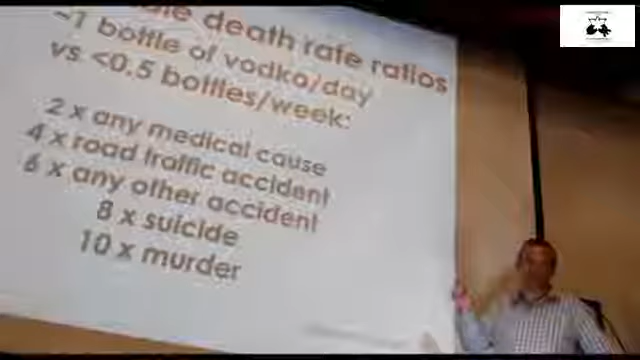 death rate ratios
~1 bottle of vodka/day
vs <0.5 bottles/week:
2 x any medical cause
4 x road traffic accident
6 x any other accident
8 x suicide
10 x murder